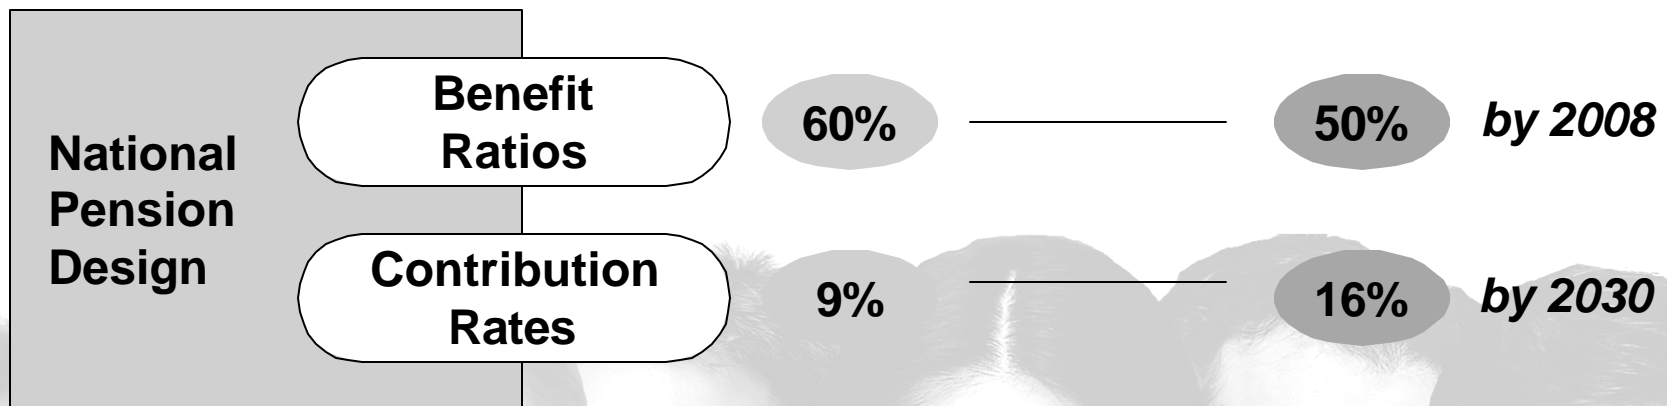 National
Pension
Design
Benefit
Ratios
60%
50%
by 2008
Contribution
Rates
9%
16%
by 2030